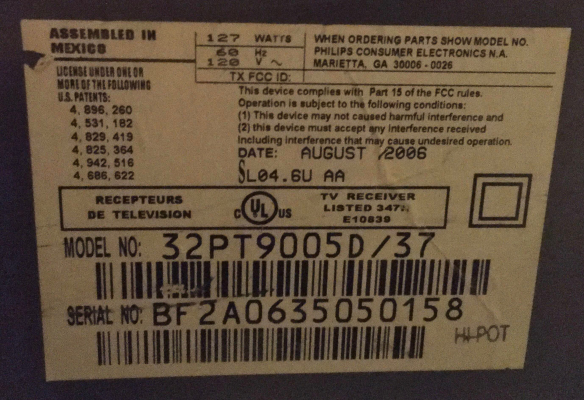 ASSEMBLED IN
MEXICO
127 WATTS
60 Hz
120 V ~
TX FCC ID:
WHEN ORDERING PARTS SHOW MODEL NO.
PHILIPS CONSUMER ELECTRONICS N.A.
MARIETTA, GA 30006 - 0026
LICENSE UNDER ONE OR
MORE OF THE FOLLOWING
U.S. PATENTS:
4, 896, 260
4, 531, 182
4, 829, 419
4, 825, 364
4, 942, 516
4, 686, 622
This device complies with Part 15 of the FCC rules.
Operation is subject to the following conditions:
(1) This device may not caused harmful interference and
(2) this device must accept any interference received
Including interference that may cause undesired operation.
DATE: AUGUST /2006
SL04.6U AA
RECEPTEURS
DE TELEVISION
C UL US
TV RECEIVER
LISTED
E10839
MODEL NO: 32PT9005D/37
SERIAL NO: BF2A0635050158
HI-POT